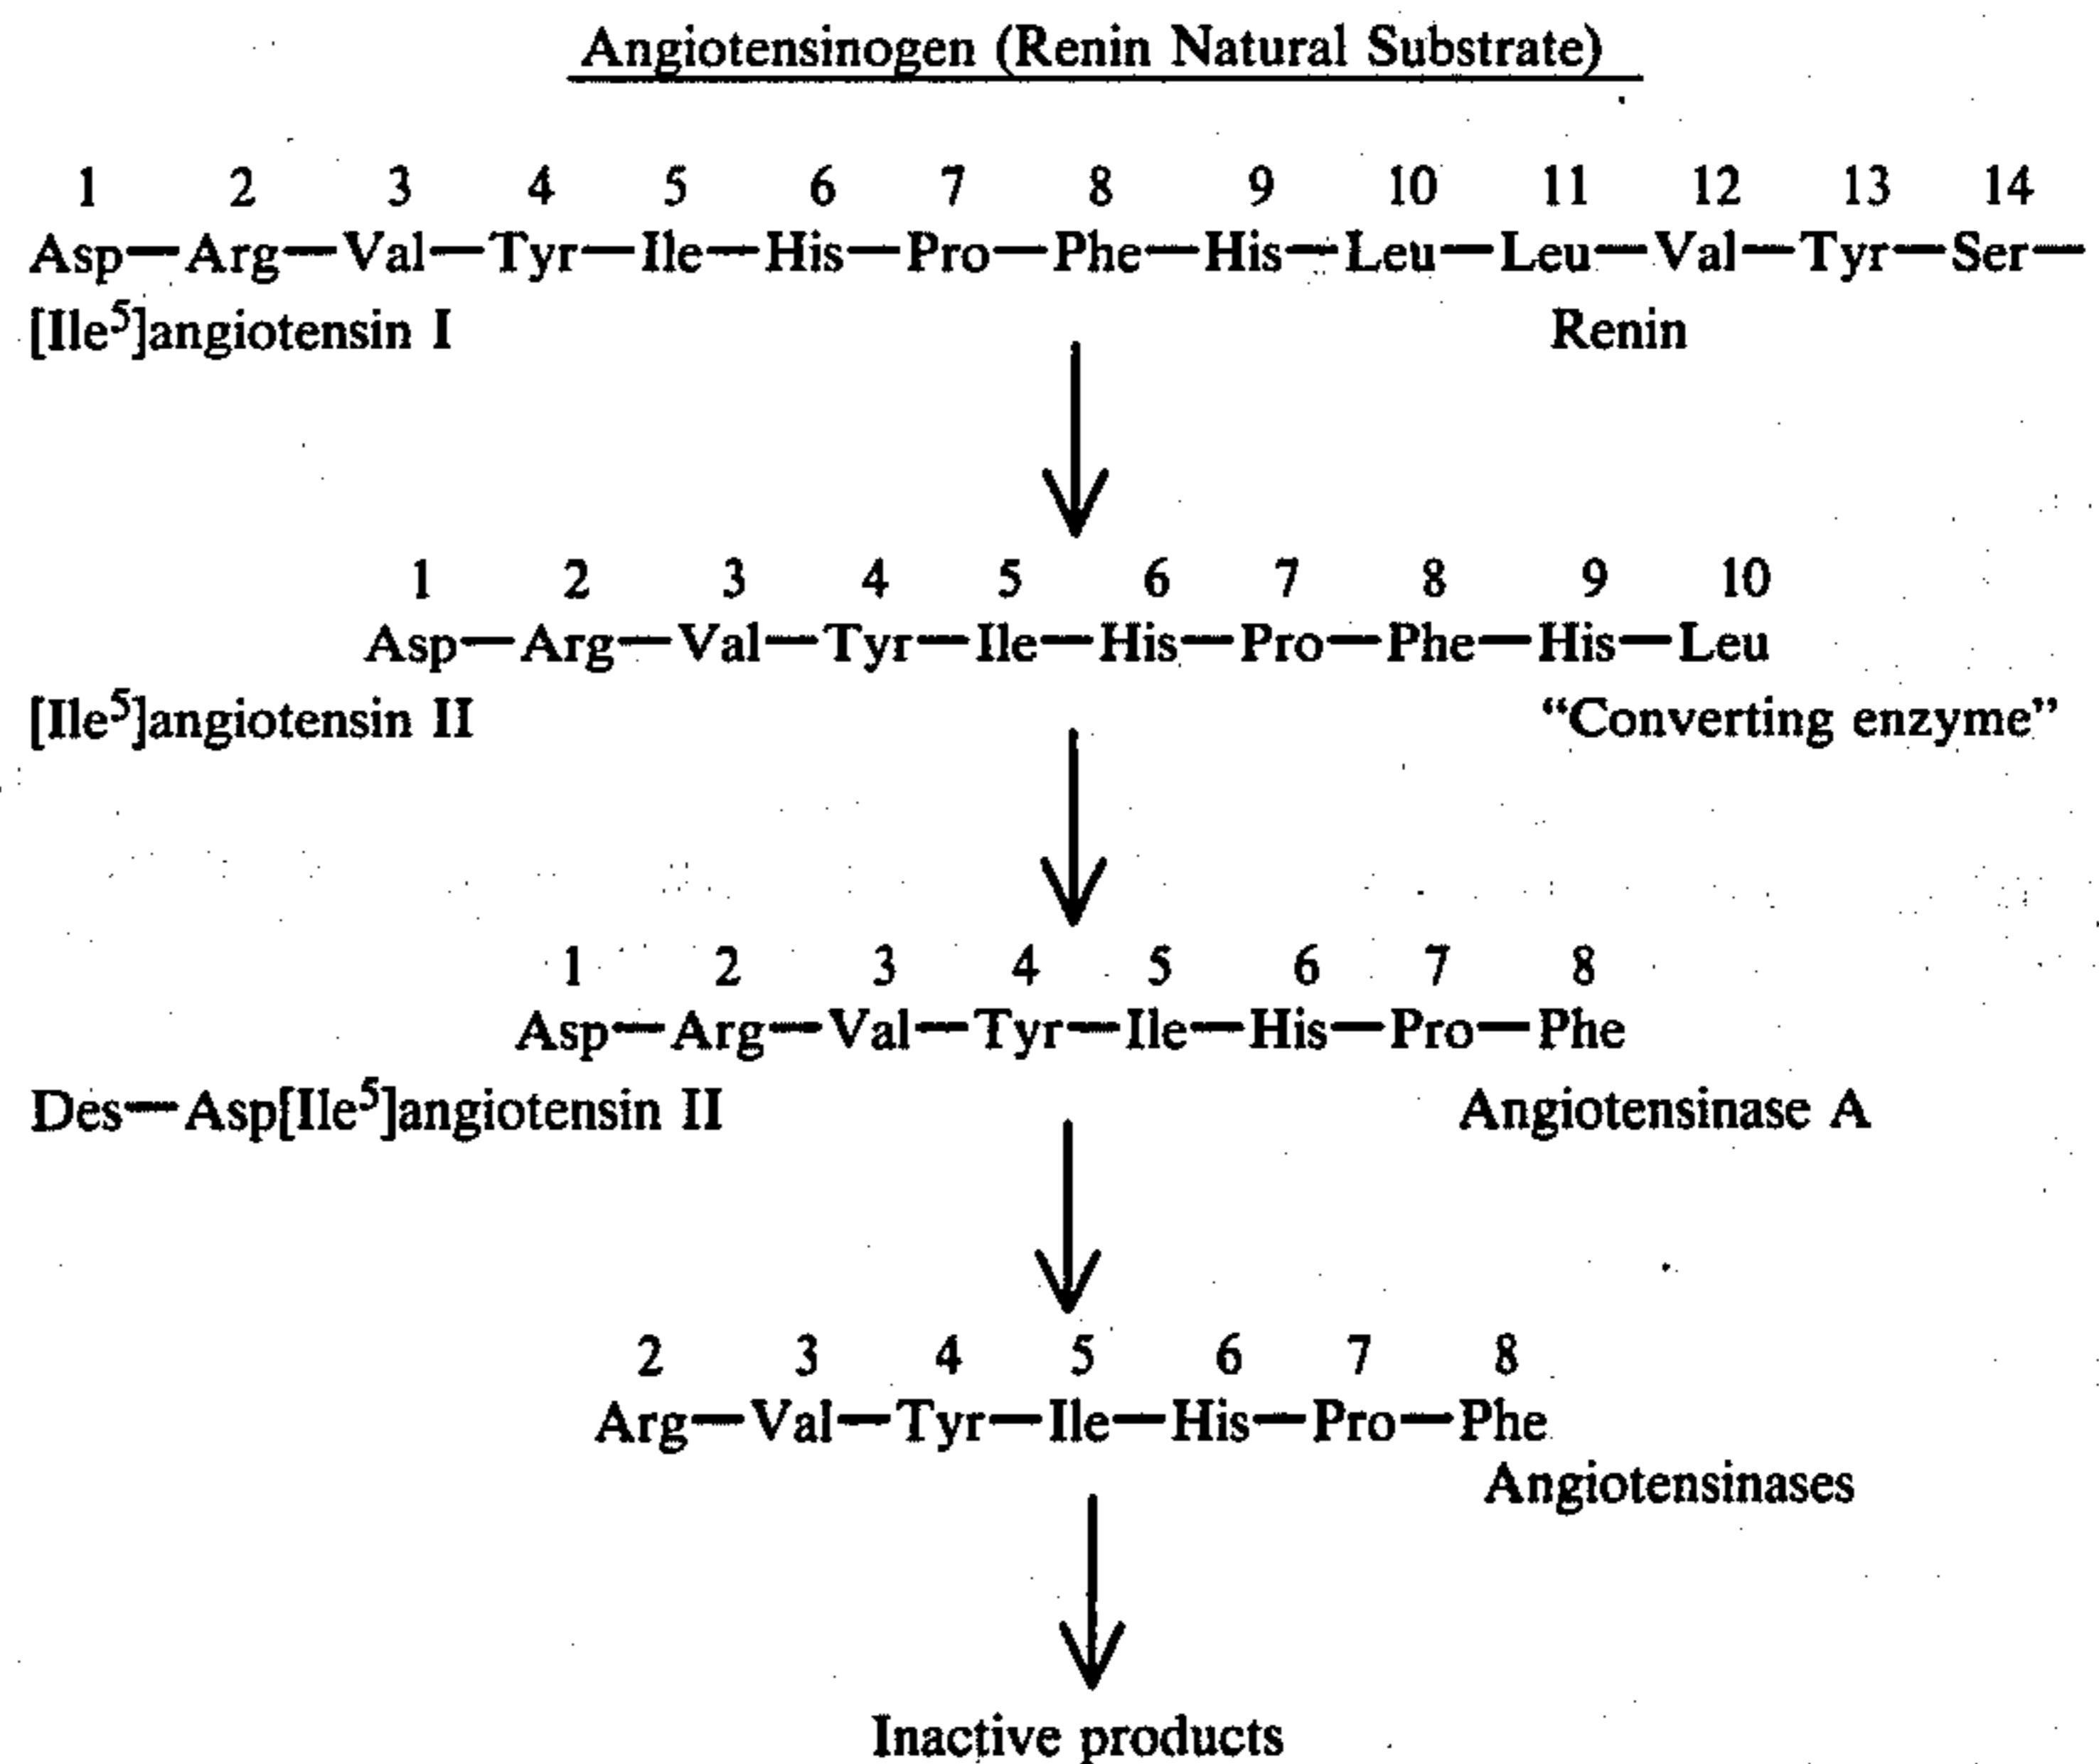 Angiotensinogen (Renin Natural Substrate)
1 2 3 4 5 6 7 8 9 10 11 12 13 14
Asp—Arg—Val—Tyr—Ile—His—Pro—Phe—His—Leu—Leu—Val—Tyr—Ser—
[Ile⁵]angiotensin I Renin
1 2 3 4 5 6 7 8 9 10
Asp—Arg—Val—Tyr—Ile—His—Pro—Phe—His—Leu
[Ile⁵]angiotensin II “Converting enzyme”
1 2 3 4 5 6 7 8
Asp—Arg—Val—Tyr—Ile—His—Pro—Phe
Des—Asp[Ile⁵]angiotensin II Angiotensinase A
2 3 4 5 6 7 8
Arg—Val—Tyr—Ile—His—Pro—Phe
Angiotensinases
Inactive products